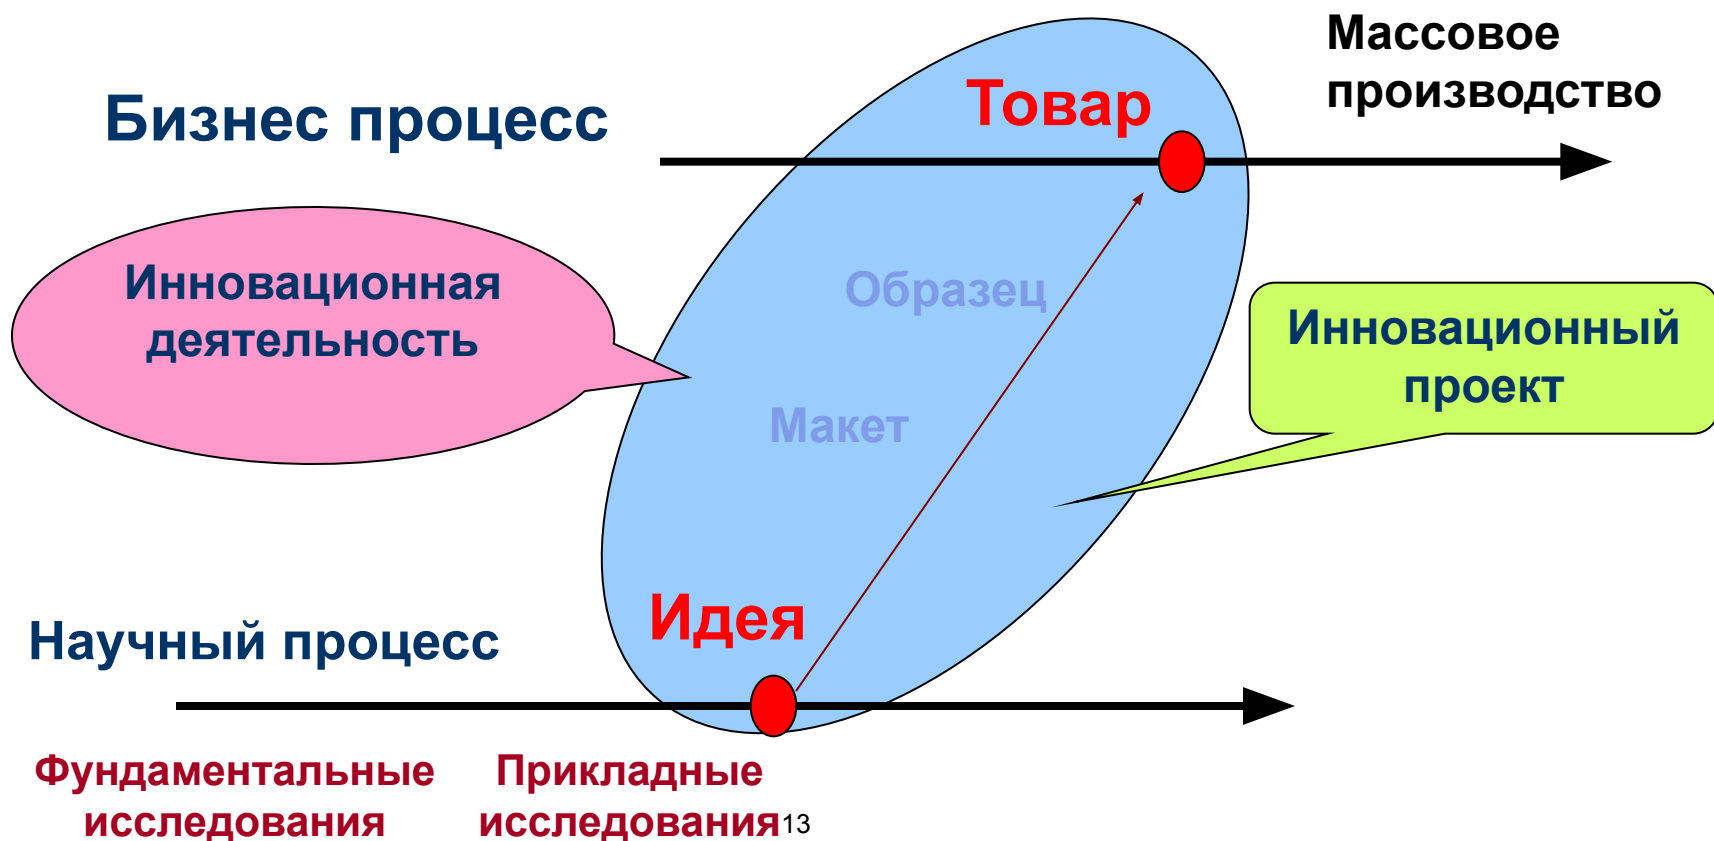 Массовое
производство
Бизнес процесс
Товар
Инновационная
деятельность
Образец
Инновационный
проект
Макет
Идея
Научный процесс
Фундаментальные
исследования
Прикладные
исследования
13